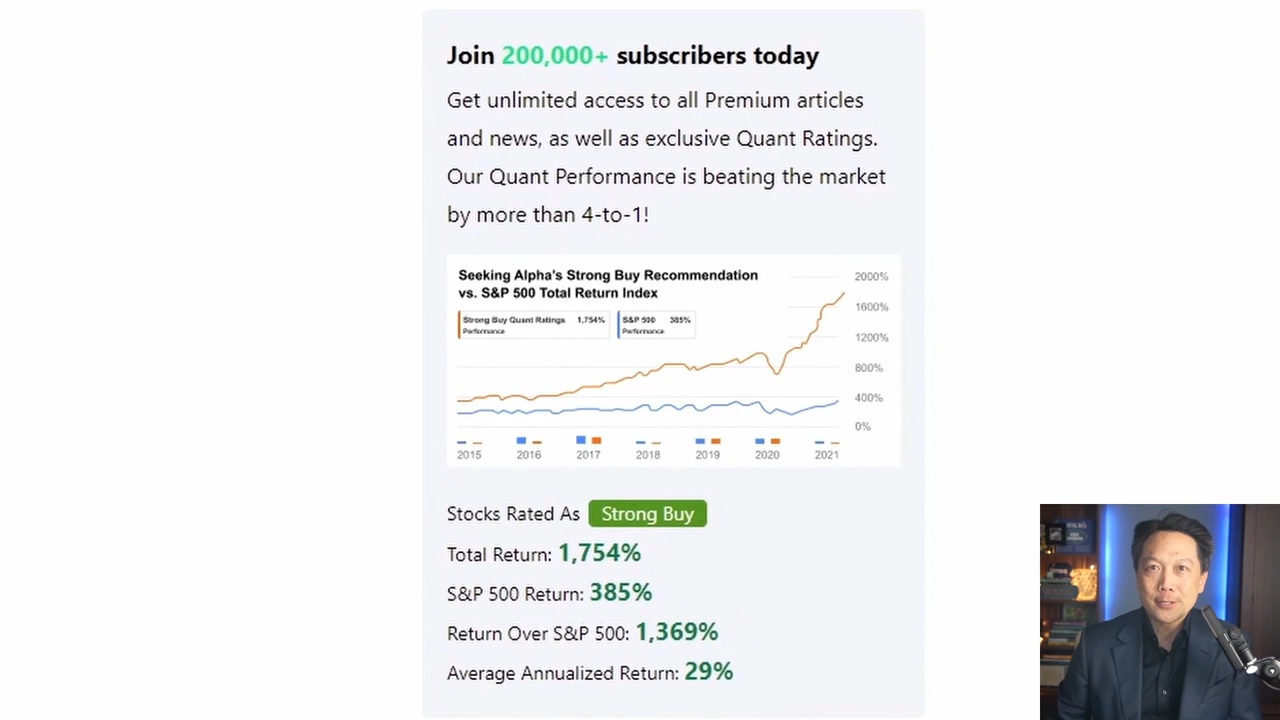 Join 200,000+ subscribers today
Get unlimited access to all Premium articles
and news, as well as exclusive Quant Ratings.
Our Quant Performance is beating the market
by more than 4-to-1!
Seeking Alpha's Strong Buy Recommendation
vs. S&P 500 Total Return Index
Strong Buy Quant Ratings 1,754%
Performance
S&P 500 385%
Performance
2000%
1600%
1200%
800%
400%
0%
2015 2016 2017 2018 2019 2020 2021
Stocks Rated As Strong Buy
Total Return: 1,754%
S&P 500 Return: 385%
Return Over S&P 500: 1,369%
Average Annualized Return: 29%